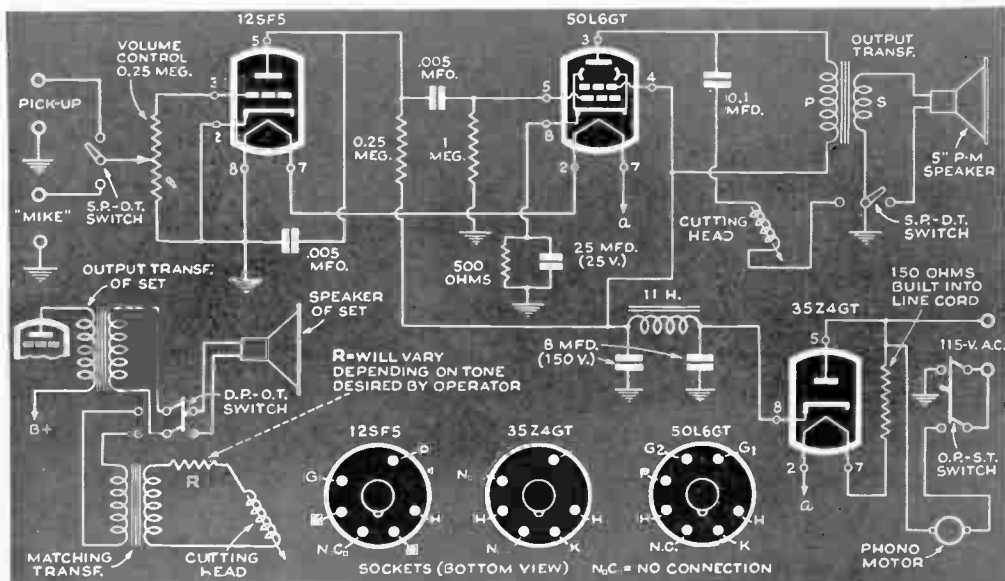 12SF5
50L6GT
VOLUME
CONTROL
0.25 MEG.
PICK-UP
"MIKE"
S.P.-D.T.
SWITCH
5
3
2
8
7
.005
MFO.
0.25
MEG.
1
MEG.
.005
MFO.
500
OHMS
25 MFD.
(25 V.)
3
5
8
4
2
7
a
0.1
MFD.
OUTPUT
TRANSF.
P
S
5" P-M
SPEAKER
CUTTING
HEAD
S.P.-D.T.
SWITCH
OUTPUT TRANSF.
OF SET
SPEAKER
OF SET
B+
D.P.-D.T.
SWITCH
R=WILL VARY
DEPENDING ON TONE
DESIRED BY OPERATOR
R
MATCHING
TRANSF.
CUTTING
HEAD
11 H.
8 MFD.
(150 V.)
35Z4GT
5
8
2
7
a
150 OHMS
BUILT INTO
LINE CORD
115-V. A.C.
O.P.-S.T.
SWITCH
PHONO
MOTOR
12SF5
P
G
H
35Z4GT
H
H
K
50L6GT
G2
G1
P
H
H
N.C.
K
SOCKETS (BOTTOM VIEW)
= NO CONNECTION